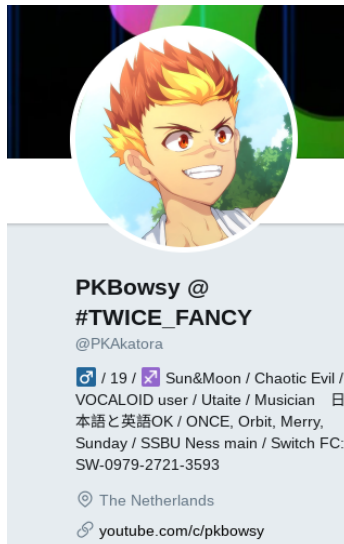 PKBowsy @
#TWICE_FANCY
@PKAkatora
♂ / 19 / ♐ Sun&Moon / Chaotic Evil /
VOCALOID user / Utaite / Musician　日
本語と英語OK / ONCE, Orbit, Merry,
Sunday / SSBU Ness main / Switch FC:
SW-0979-2721-3593
The Netherlands
youtube.com/c/pkbowsy